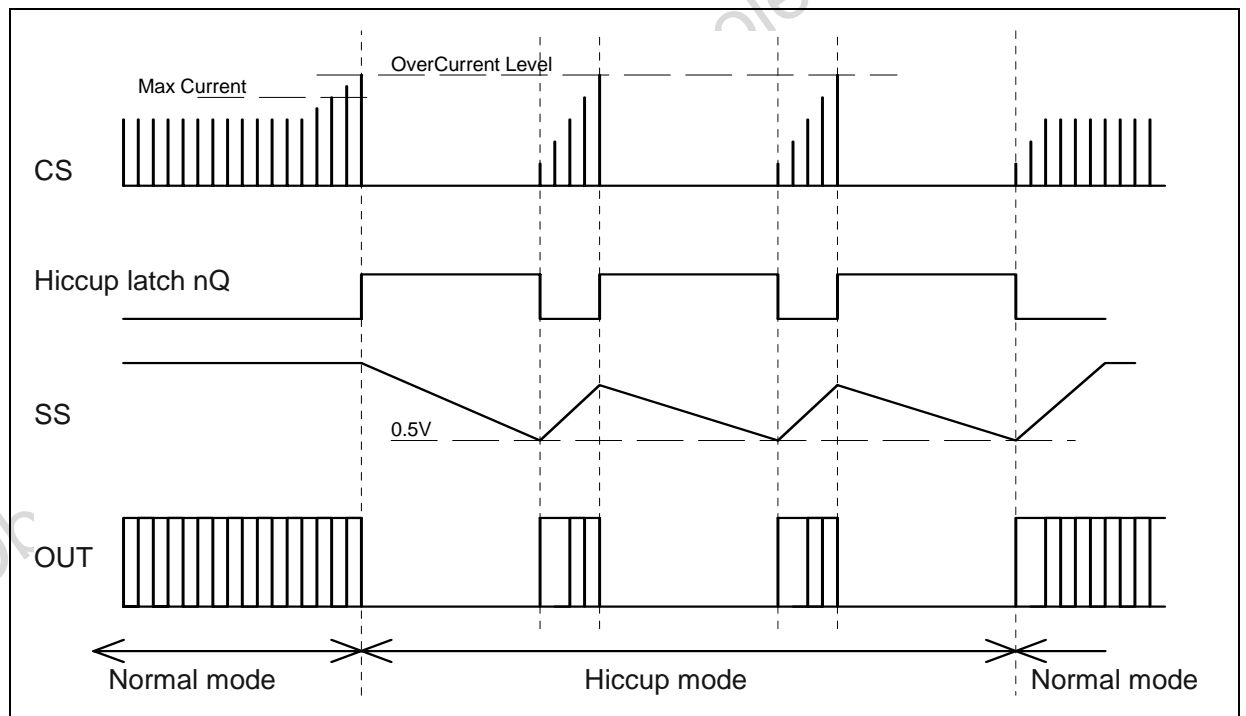 OverCurrent Level
Max Current
CS
Hiccup latch nQ
SS
0.5V
OUT
Normal mode
Hiccup mode
Normal mode